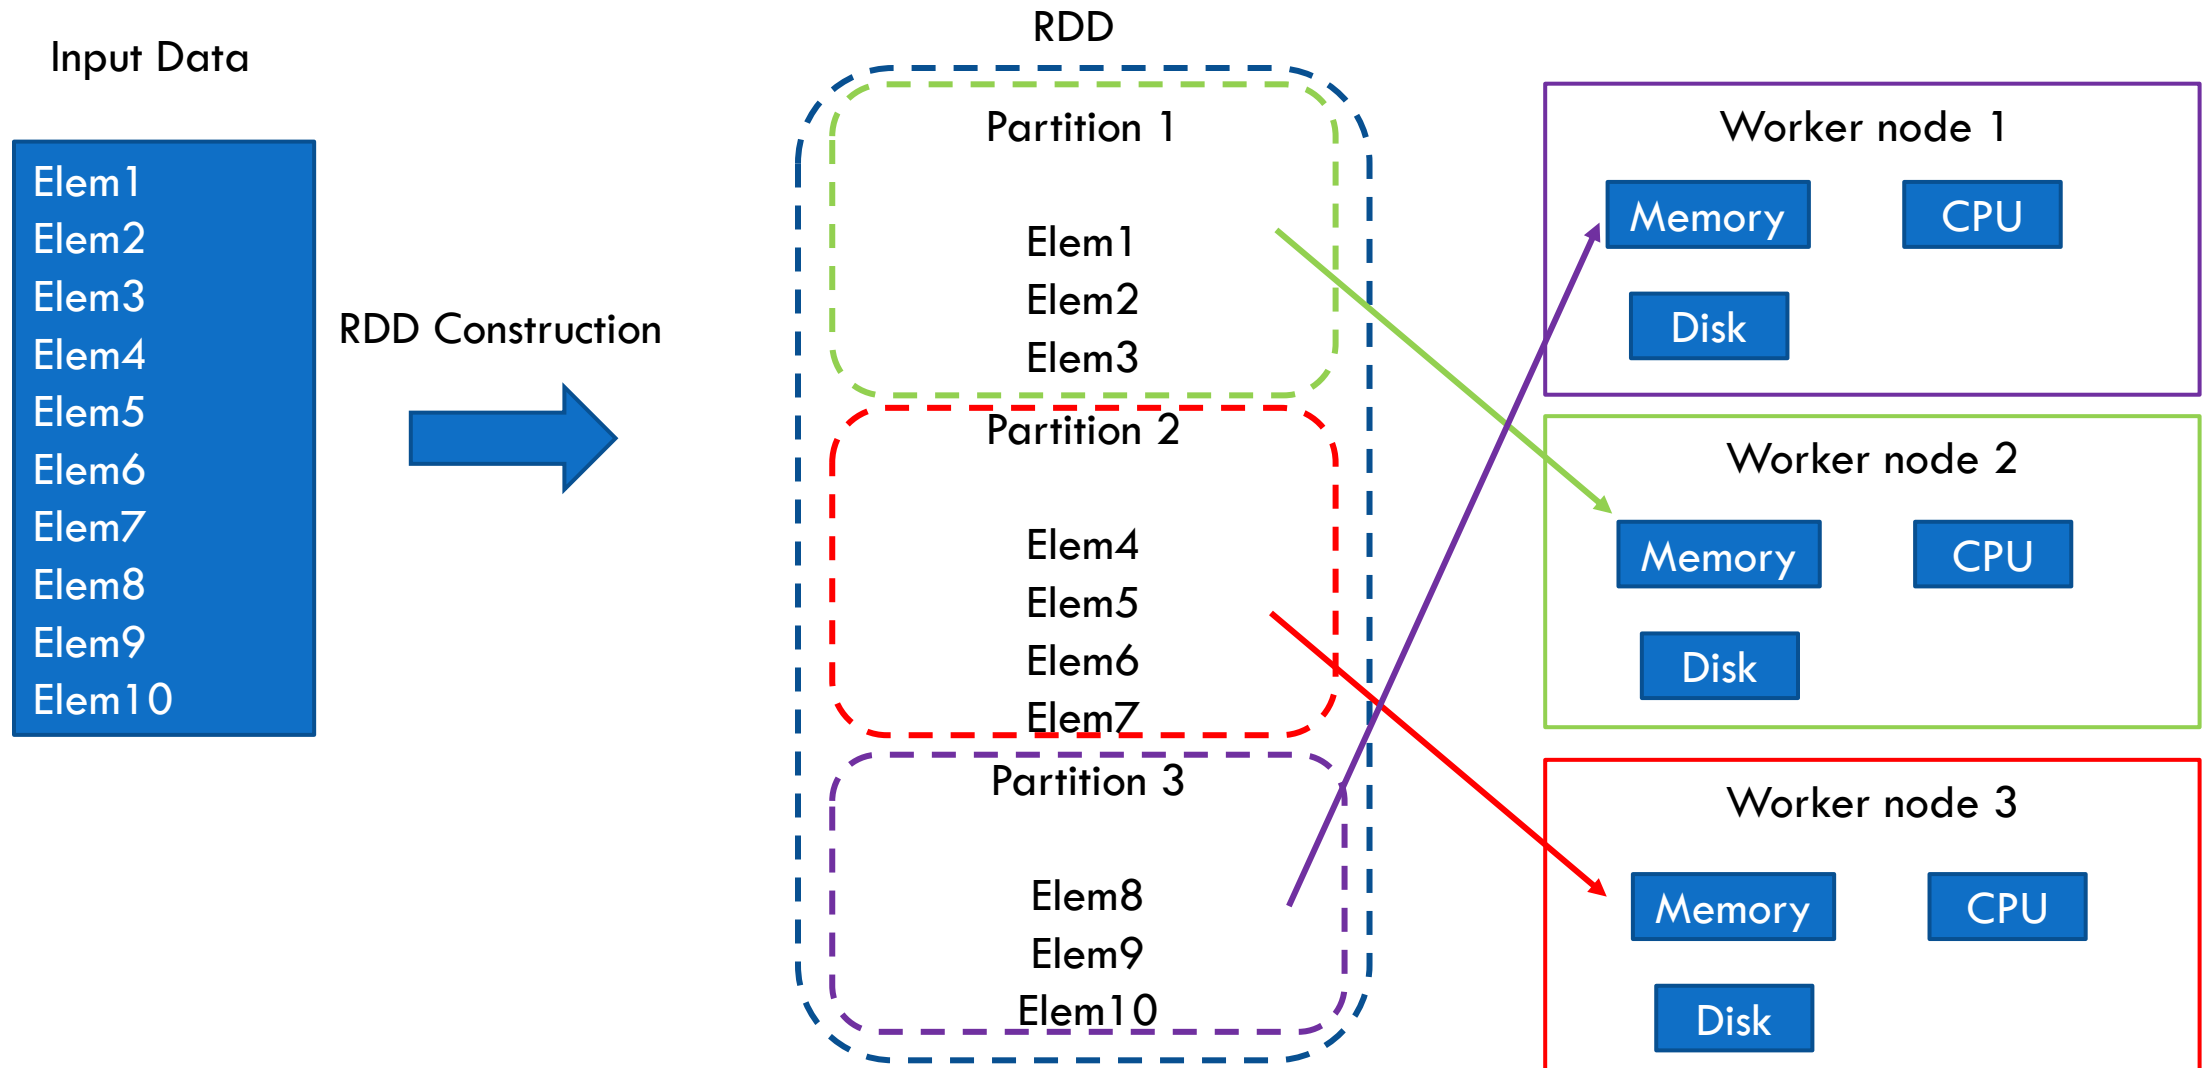 Input Data
Elem1
Elem2
Elem3
Elem4
Elem5
Elem6
Elem7
Elem8
Elem9
Elem10
RDD Construction
RDD
Partition 1
Elem1
Elem2
Elem3
Partition 2
Elem4
Elem5
Elem6
Elem7
Partition 3
Elem8
Elem9
Elem10
Worker node 1
Memory
CPU
Disk
Worker node 2
Memory
CPU
Disk
Worker node 3
Memory
CPU
Disk